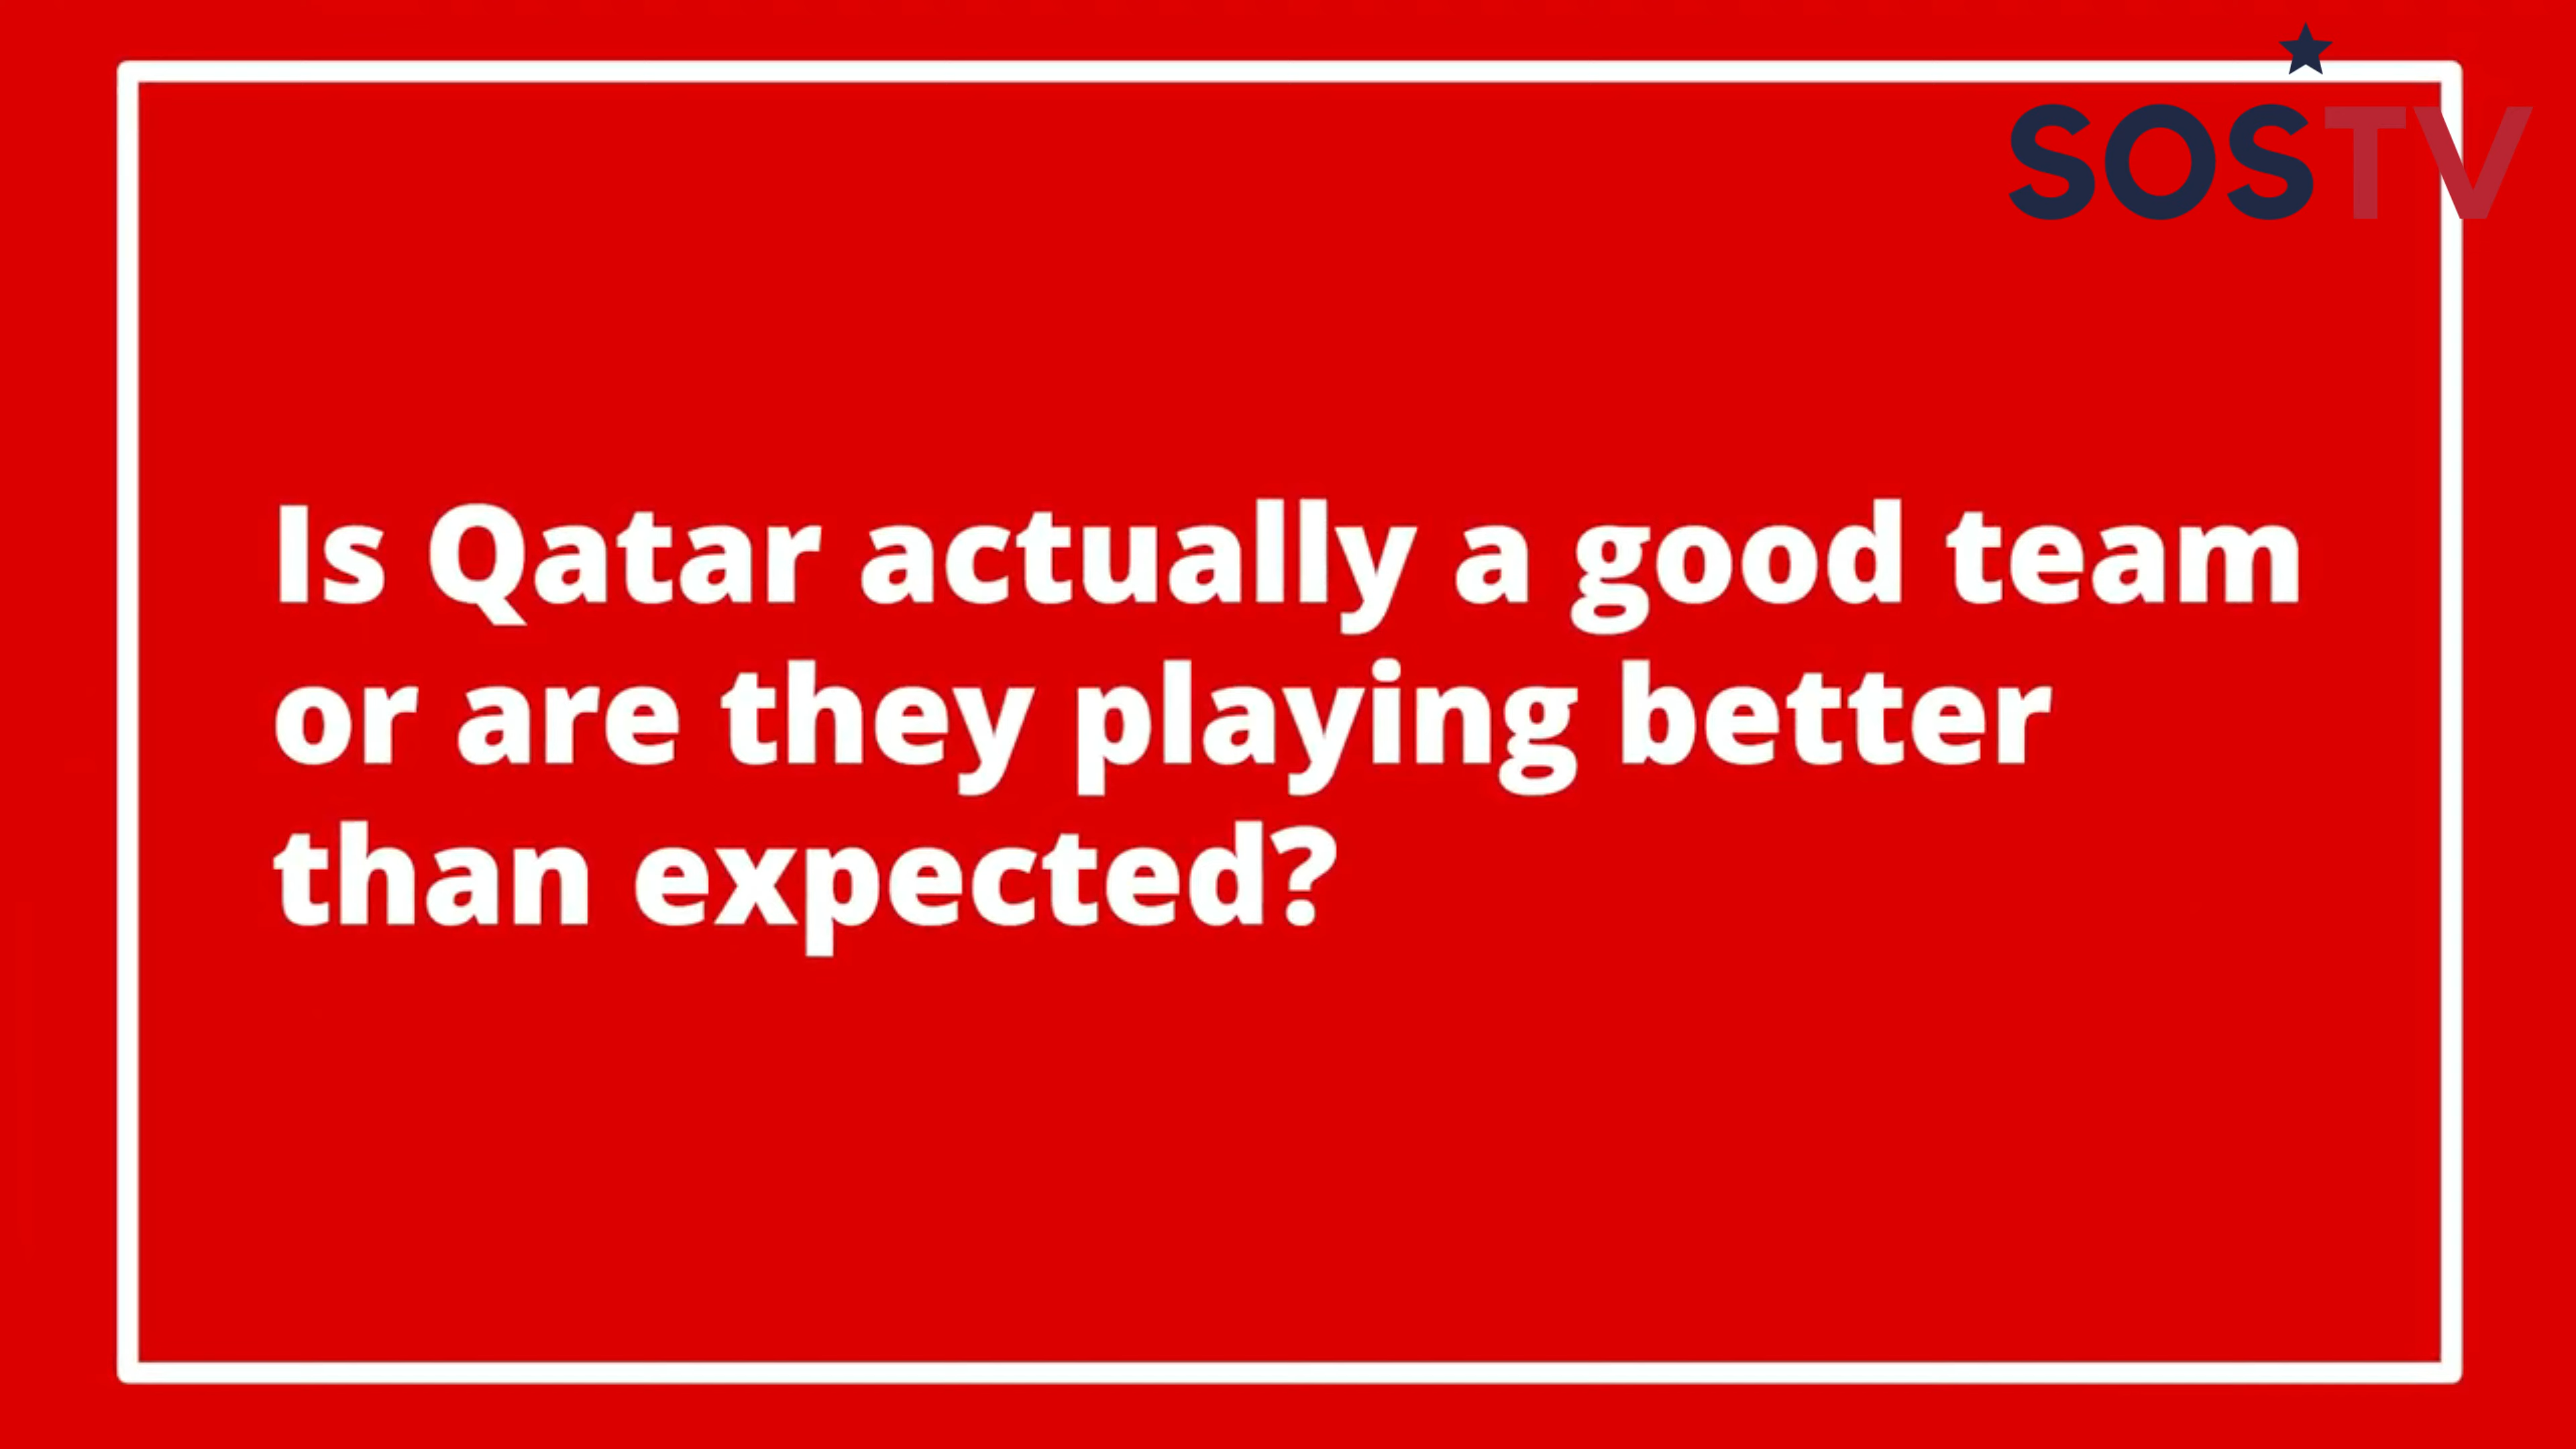 SOSTV
Is Qatar actually a good team
or are they playing better
than expected?